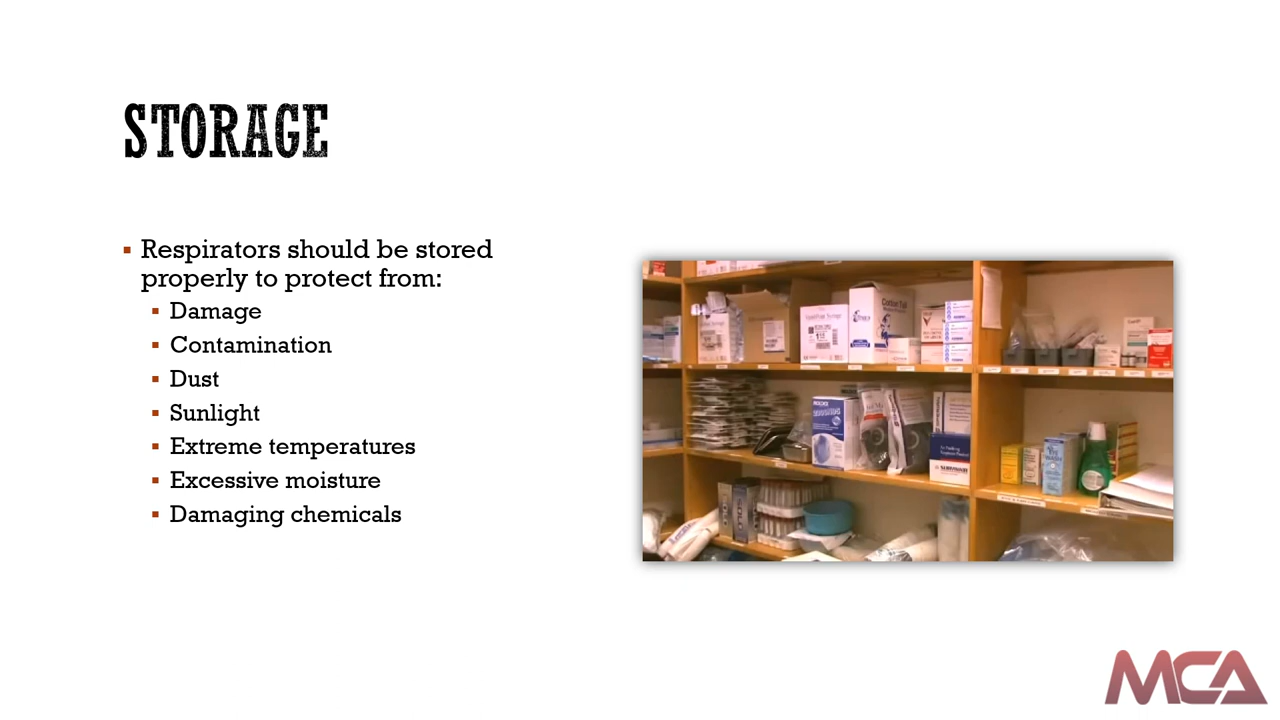 STORAGE
Respirators should be stored
properly to protect from:
Damage
Contamination
Dust
Sunlight
Extreme temperatures
Excessive moisture
Damaging chemicals
MCA